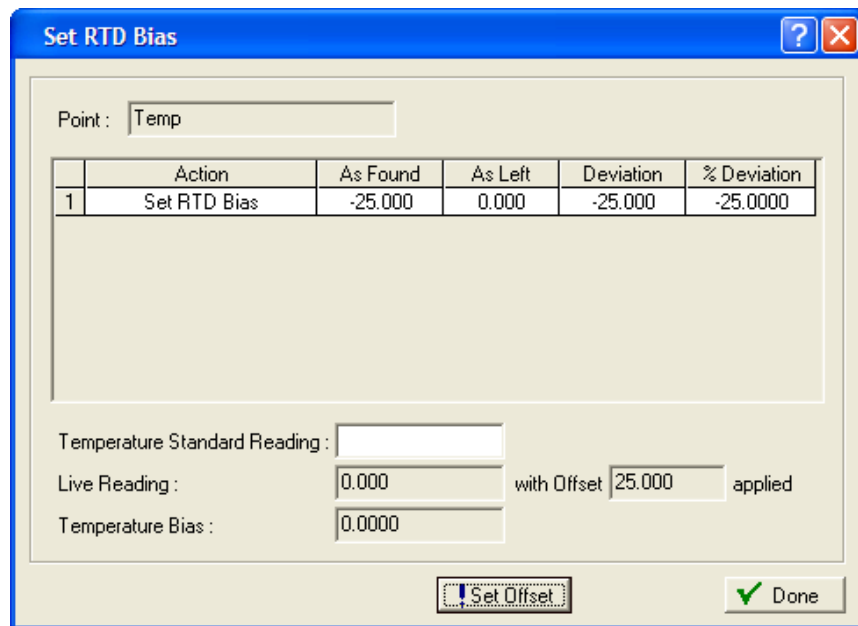 Set RTD Bias
Point : Temp
Action As Found As Left Deviation % Deviation
1 Set RTD Bias -25.000 0.000 -25.000 -25.0000
Temperature Standard Reading :
Live Reading : 0.000 with Offset 25.000 applied
Temperature Bias : 0.0000
! Set Offset Done